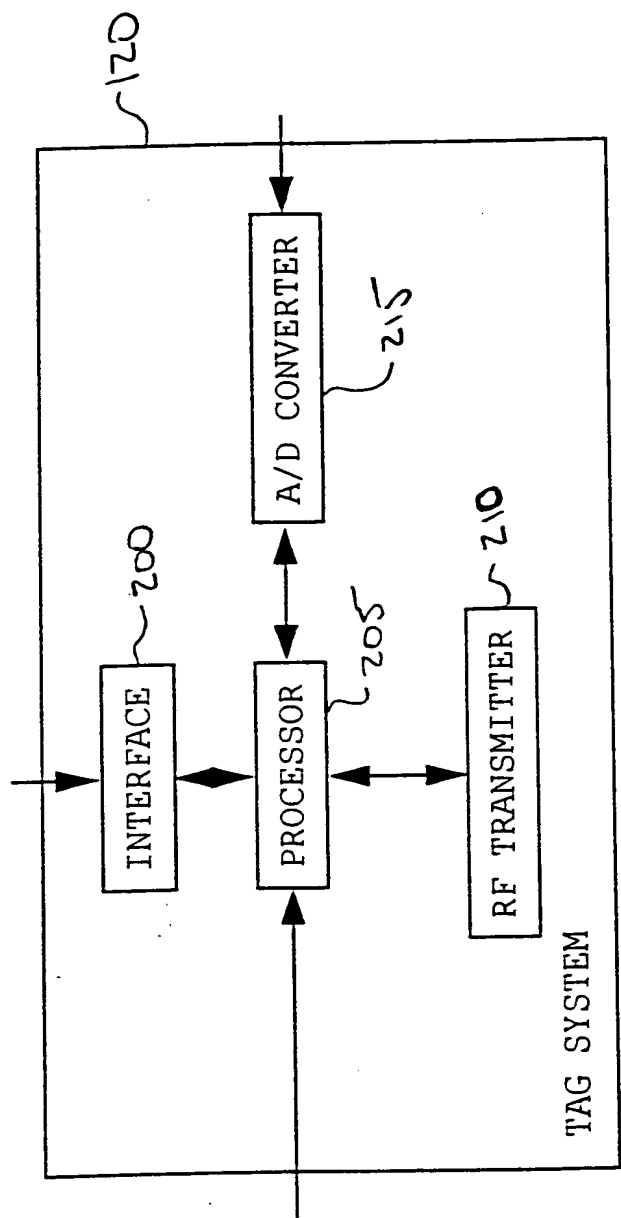 120
INTERFACE
200
PROCESSOR
205
A/D CONVERTER
215
RF TRANSMITTER
210
TAG SYSTEM